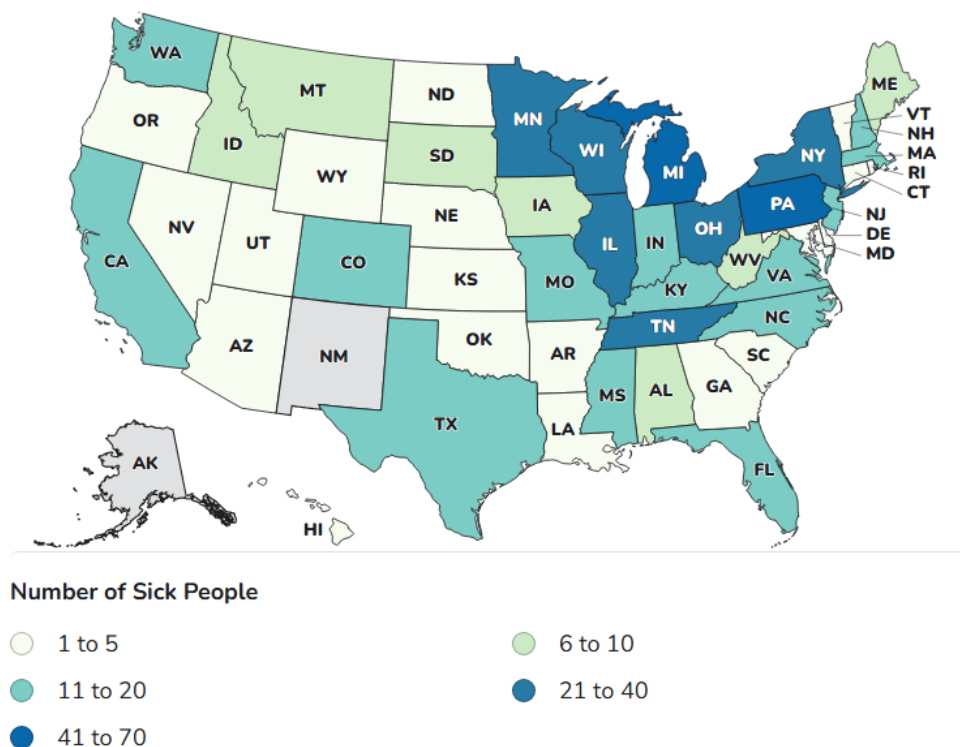 WA
MT
ND
ME
OR
MN
VT
ID
NH
SD
WI
NY
MA
WY
MI
RI
CT
IA
PA
NE
NJ
NV
OH
DE
UT
IL
IN
MD
CA
CO
WV
VA
KS
MO
KY
NC
TN
OK
AZ
NM
AR
SC
MS
AL
GA
TX
LA
AK
FL
HI
Number of Sick People
1 to 5
6 to 10
11 to 20
21 to 40
41 to 70